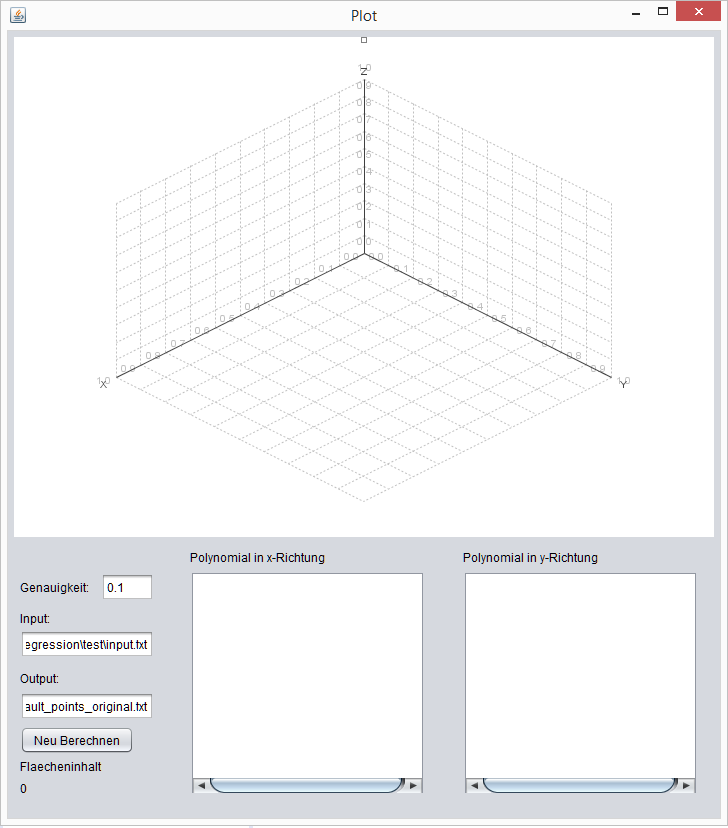 Plot
1.0
Z
0.9
0.8
0.7
0.6
0.5
0.4
0.3
0.2
0.1
0.0
0.0 0.0
0.1 0.1
0.2 0.2
0.3 0.3
0.4 0.4
0.5 0.5
0.6 0.6
0.7 0.7
0.8 0.8
0.9 0.9
1.0 1.0
X Y
Polynomial in x-Richtung
Polynomial in y-Richtung
Genauigkeit: 0.1
Input:
egression\test\input.txt
Output:
ault_points_original.txt
Neu Berechnen
Flaecheninhalt
0